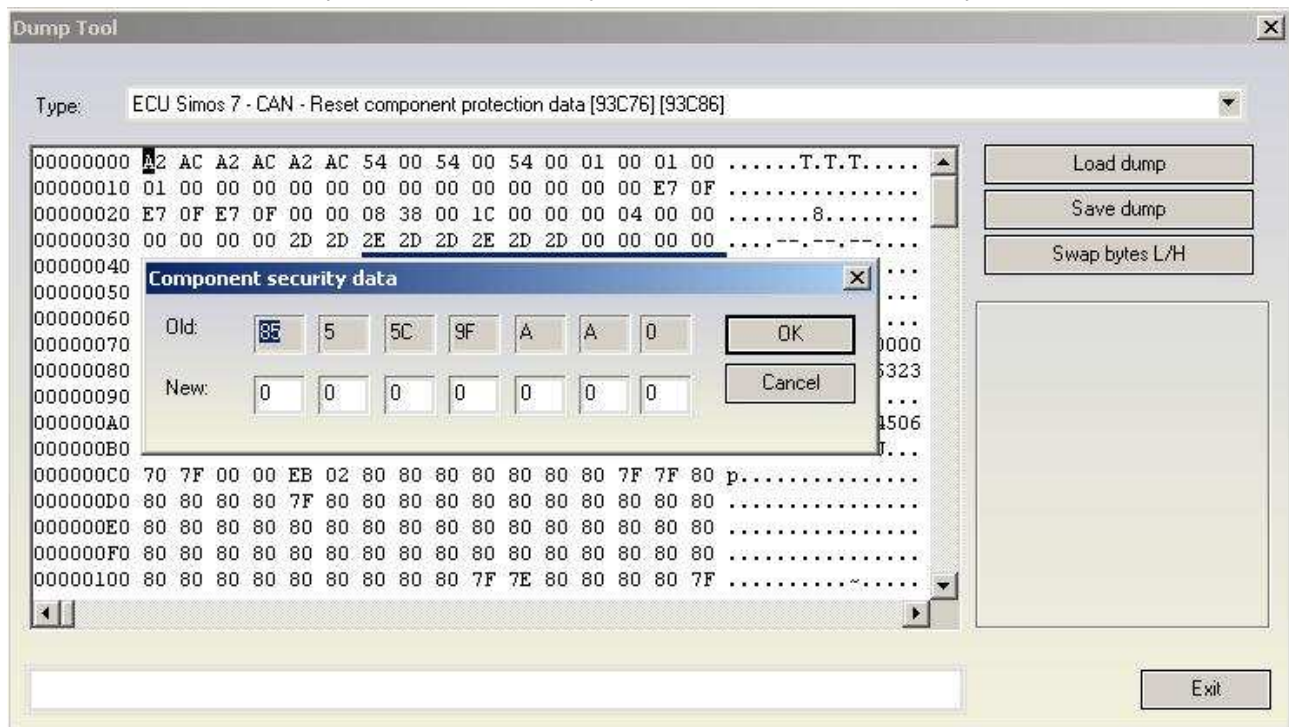 Dump Tool
Type: ECU Simos 7 - CAN - Reset component protection data [93C76] [93C86]
00000000 A2 AC A2 AC A2 AC 54 00 54 00 54 00 01 00 01 00 ......T.T.T.....
00000010 01 00 00 00 00 00 00 00 00 00 00 00 00 00 E7 0F ................
00000020 E7 0F E7 0F 00 00 08 38 00 1C 00 00 00 04 00 00 .......8........
00000030 00 00 00 00 2D 2D 2E 2D 2D 2E 2D 2D 00 00 00 00 ....--.--.--....
00000040 ...
00000050 ...
00000060 ...
00000070 0000
00000080 5323
00000090 ...
000000A0 4506
000000B0 J...
000000C0 70 7F 00 00 EB 02 80 80 80 80 80 80 80 7F 7F 80 p...............
000000D0 80 80 80 80 7F 80 80 80 80 80 80 80 80 80 80 80 ................
000000E0 80 80 80 80 80 80 80 80 80 80 80 80 80 80 80 80 ................
000000F0 80 80 80 80 80 80 80 80 80 80 80 80 80 80 80 80 ................
00000100 80 80 80 80 80 80 80 80 80 7F 7E 80 80 80 80 7F ..........~.....
Component security data
Old: 85 5 5C 9F A A 0
New: 0 0 0 0 0 0 0
OK
Cancel
Load dump
Save dump
Swap bytes L/H
Exit